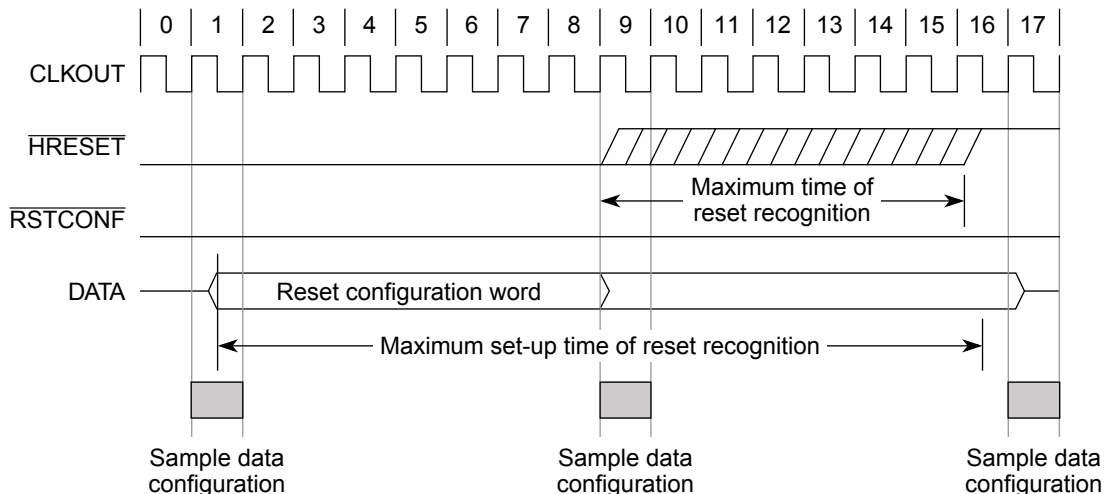 0 1 2 3 4 5 6 7 8 9 10 11 12 13 14 15 16 17
CLKOUT
HRESET
Maximum time of
reset recognition
RSTCONF
DATA
Reset configuration word
Maximum set-up time of reset recognition
Sample data
configuration
Sample data
configuration
Sample data
configuration